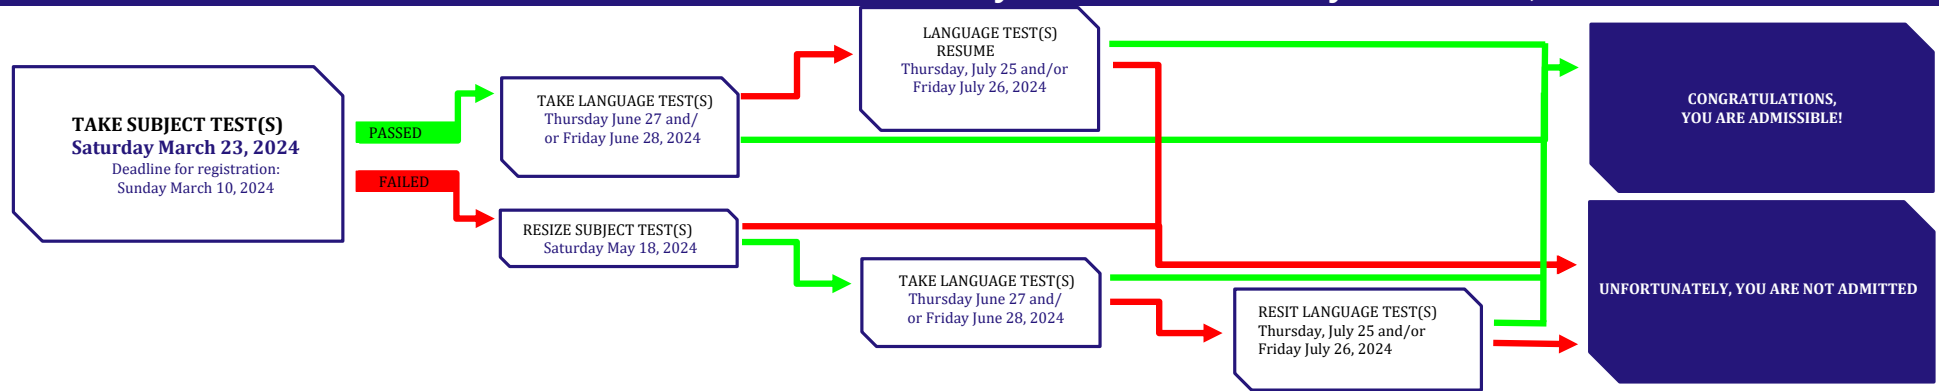 TAKE SUBJECT TEST(S)
Saturday March 23, 2024
Deadline for registration:
Sunday March 10, 2024
PASSED
FAILED
TAKE LANGUAGE TEST(S)
Thursday June 27 and/
or Friday June 28, 2024
RESIZE SUBJECT TEST(S)
Saturday May 18, 2024
LANGUAGE TEST(S)
RESUME
Thursday, July 25 and/or
Friday July 26, 2024
TAKE LANGUAGE TEST(S)
Thursday June 27 and/
or Friday June 28, 2024
RESIT LANGUAGE TEST(S)
Thursday, July 25 and/or
Friday July 26, 2024
CONGRATULATIONS,
YOU ARE ADMISSIBLE!
UNFORTUNATELY, YOU ARE NOT ADMITTED